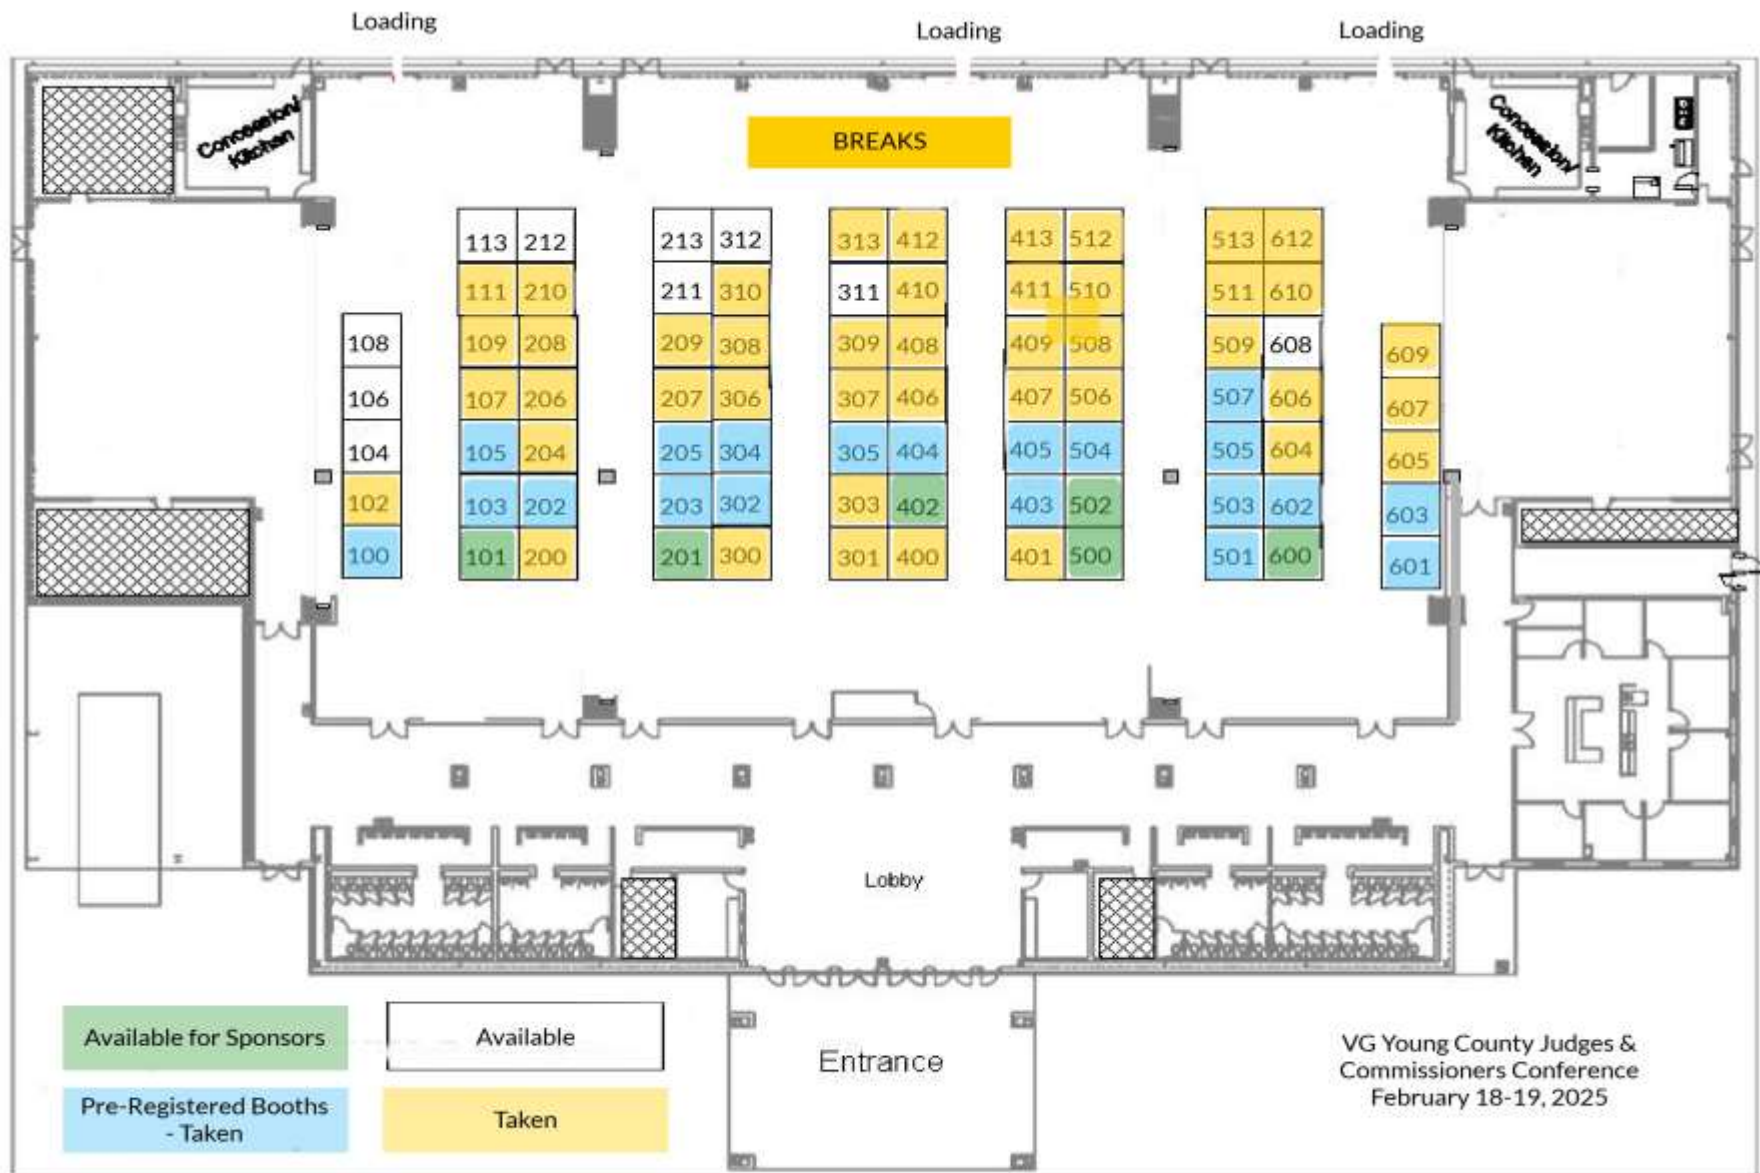 Loading
Loading
Loading
Concession/
Kitchen
BREAKS
Concession/
Kitchen
113 212
213 312
313 412
413 512
513 612
111 210
211 310
311 410
411 510
511 610
108
109 208
209 308
309 408
409 508
509 608
609
106
107 206
207 306
307 406
407 506
507 606
607
104
105 204
205 304
305 404
405 504
505 604
605
102
103 202
203 302
303 402
403 502
503 602
603
100
101 200
201 300
301 400
401 500
501 600
601
Lobby
Entrance
Available for Sponsors
Available
Pre-Registered Booths
- Taken
Taken
VG Young County Judges &
Commissioners Conference
February 18-19, 2025